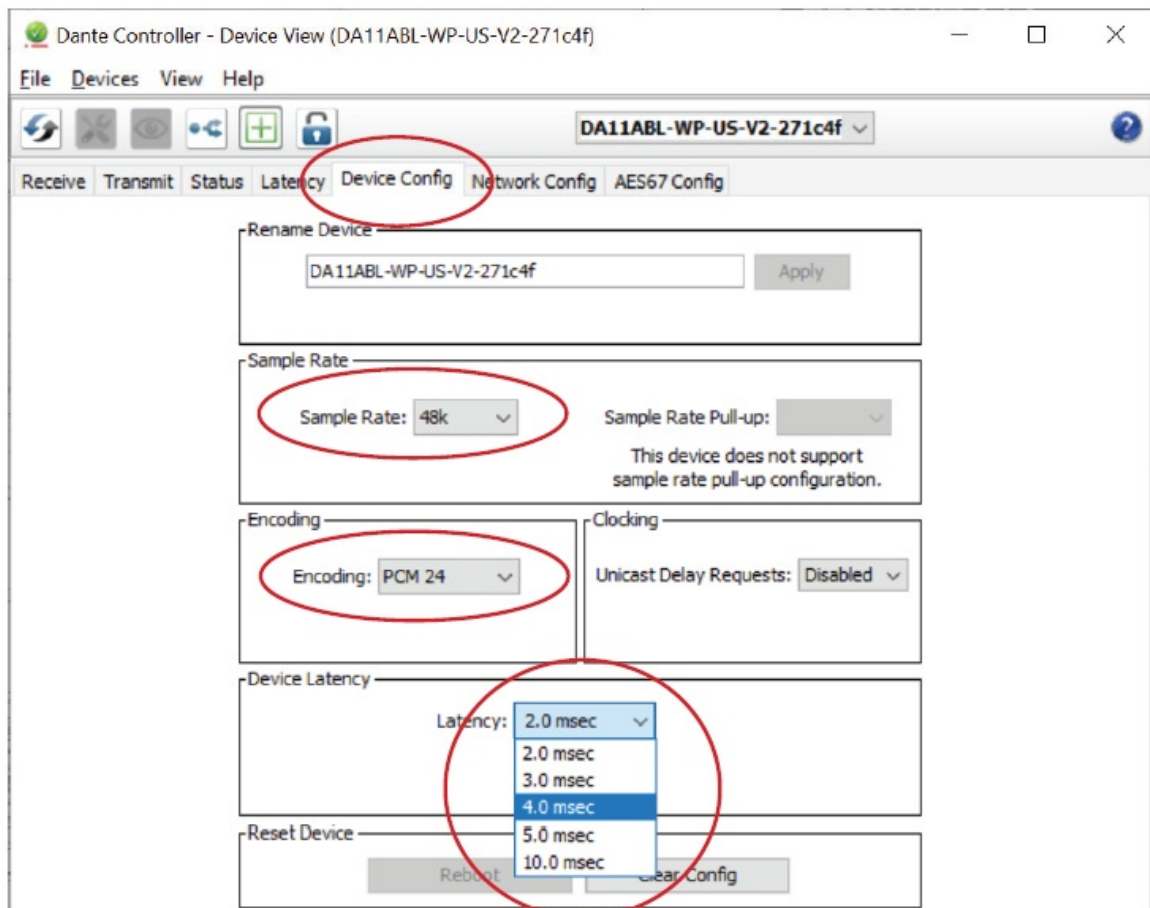 Dante Controller - Device View (DA11ABL-WP-US-V2-271c4f)
File Devices View Help
DA11ABL-WP-US-V2-271c4f
?
Receive Transmit Status Latency Device Config Network Config AES67 Config
Rename Device
DA11ABL-WP-US-V2-271c4f Apply
Sample Rate
Sample Rate: 48k Sample Rate Pull-up:
This device does not support
sample rate pull-up configuration.
Encoding Clocking
Encoding: PCM 24 Unicast Delay Requests: Disabled
Device Latency
Latency: 2.0 msec
2.0 msec
3.0 msec
4.0 msec
5.0 msec
10.0 msec
Reset Device
Reboot Clear Config